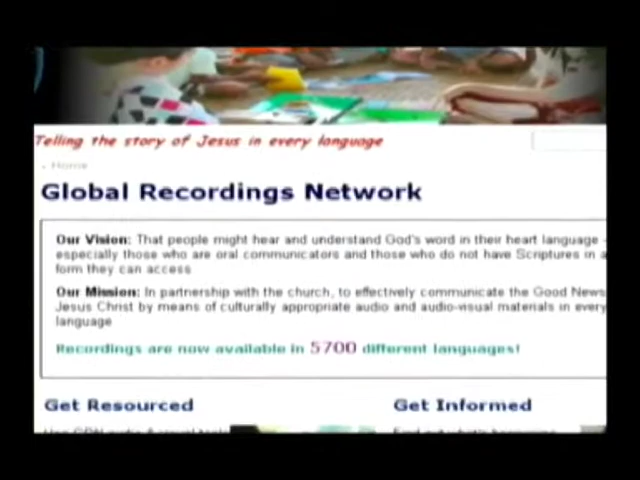 Telling the story of Jesus in every language
Home
Global Recordings Network
Our Vision: That people might hear and understand God's word in their heart language -
especially those who are oral communicators and those who do not have Scriptures in a
form they can access
Our Mission: In partnership with the church, to effectively communicate the Good News
Jesus Christ by means of culturally appropriate audio and audio-visual materials in every
language
Recordings are now available in 5700 different languages!
Get Resourced
Get Informed